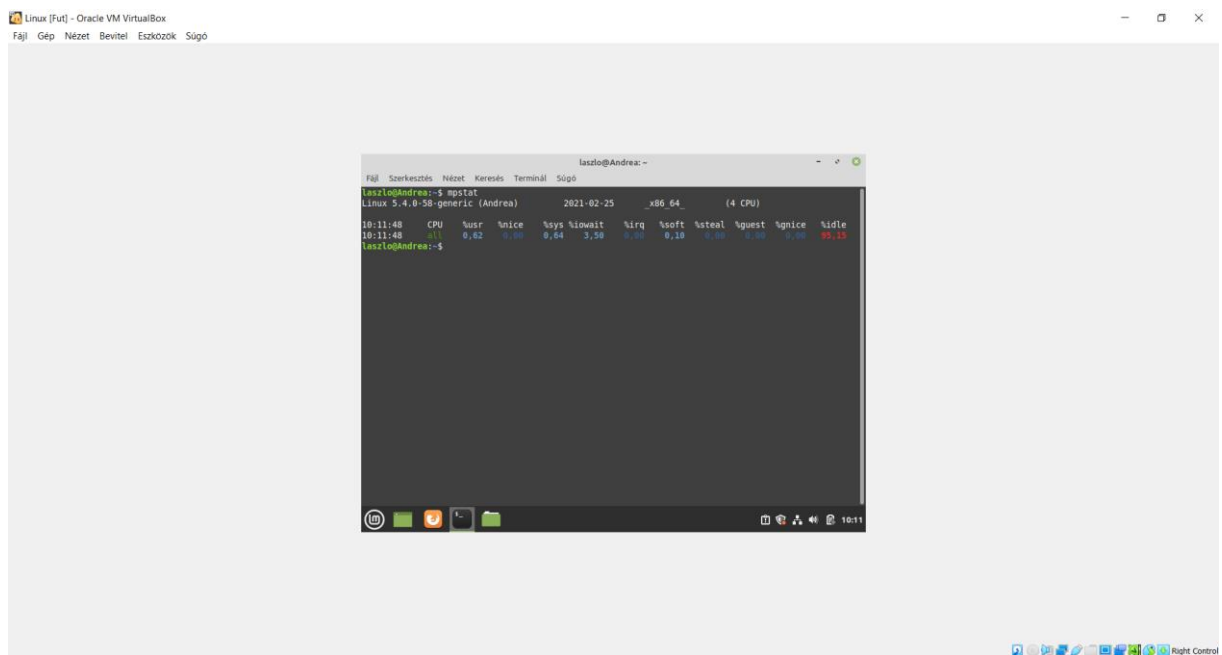 Linux [Fut] - Oracle VM VirtualBox
Fájl Gép Nézet Bevitel Eszközök Súgó
laszlo@Andrea: ~
Fájl Szerkesztés Nézet Keresés Terminál Súgó
laszlo@Andrea:~$ mpstat
Linux 5.4.0-58-generic (Andrea) 2021-02-25 _x86_64_ (4 CPU)
10:11:48 CPU %usr %nice %sys %iowait %irq %soft %steal %guest %gnice %idle
10:11:48 all 0,62 0,00 0,64 3,50 0,00 0,10 0,00 0,00 0,00 95,15
laszlo@Andrea:~$
10:11
Right Control